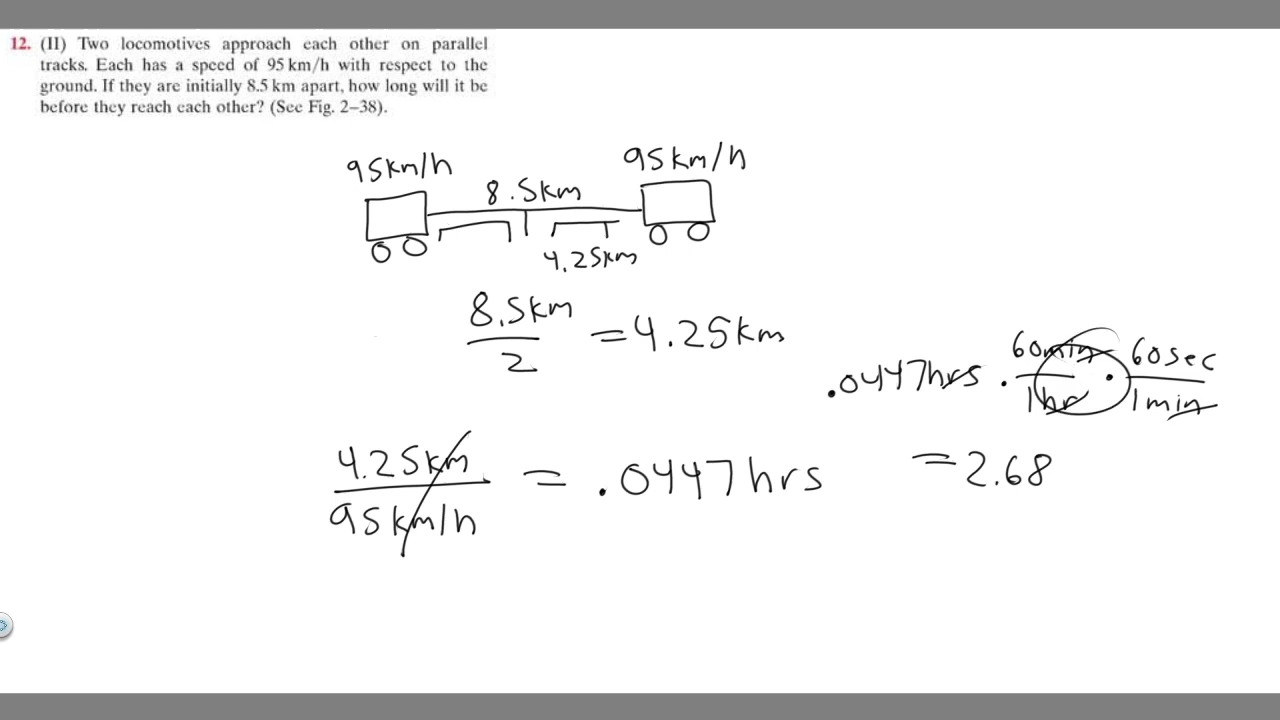 12. (II) Two locomotives approach each other on parallel
tracks. Each has a speed of 95 km/h with respect to the
ground. If they are initially 8.5 km apart, how long will it be
before they reach each other? (See Fig. 2–38).
95km/h
95km/h
8.5km
4.25km
8.5km
2
=4.25km
.0447hrs · 60min · 60sec
1hr 1min
4.25km
95km/h
= .0447hrs
=2.68